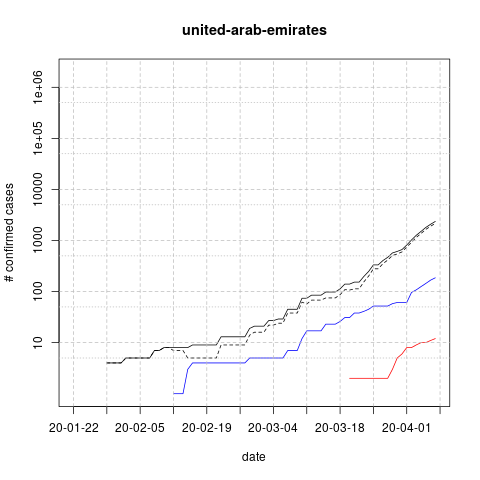 united-arab-emirates
# confirmed cases
1e+06
1e+05
10000
1000
100
10
20-01-22 20-02-05 20-02-19 20-03-04 20-03-18 20-04-01
date